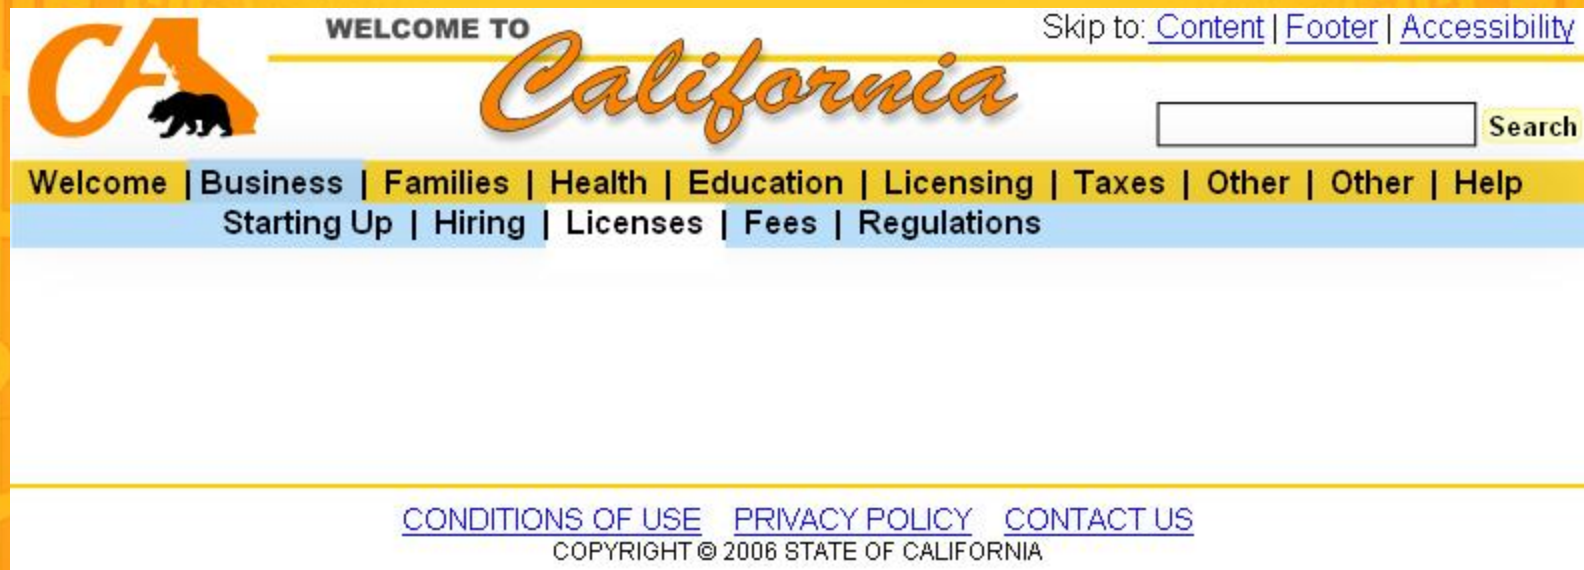 CA
WELCOME TO
California
Skip to: Content | Footer | Accessibility
Search
Welcome | Business | Families | Health | Education | Licensing | Taxes | Other | Other | Help
Starting Up | Hiring | Licenses | Fees | Regulations
CONDITIONS OF USE PRIVACY POLICY CONTACT US
COPYRIGHT © 2006 STATE OF CALIFORNIA